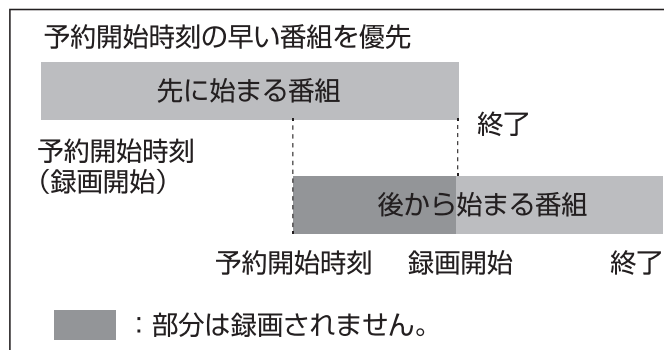 予約開始時刻の早い番組を優先
先に始まる番組
終了
予約開始時刻
（録画開始）
後から始まる番組
予約開始時刻 録画開始 終了
：部分は録画されません。